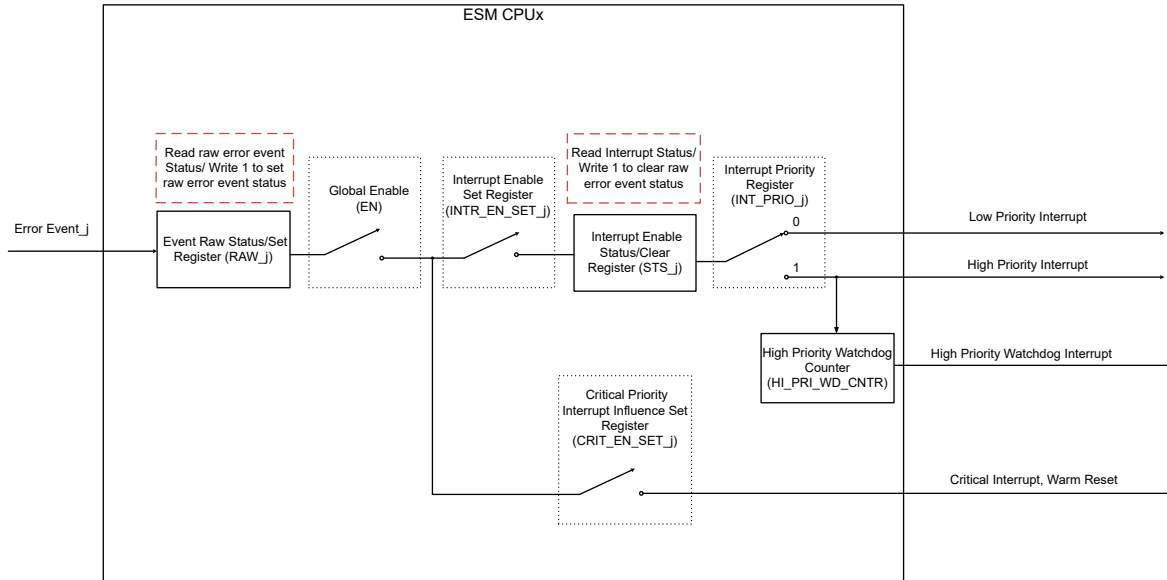 ESM CPUx
Read raw error event
Status/ Write 1 to set
raw error event status
Read Interrupt Status/
Write 1 to clear raw
error event status
Global Enable
(EN)
Interrupt Enable
Set Register
(INTR_EN_SET_j)
Interrupt Priority
Register
(INT_PRIO_j)
Error Event_j
Event Raw Status/Set
Register (RAW_j)
Interrupt Enable
Status/Clear
Register (STS_j)
0
1
Low Priority Interrupt
High Priority Interrupt
High Priority Watchdog
Counter
(HI_PRI_WD_CNTR)
High Priority Watchdog Interrupt
Critical Priority
Interrupt Influence Set
Register
(CRIT_EN_SET_j)
Critical Interrupt, Warm Reset